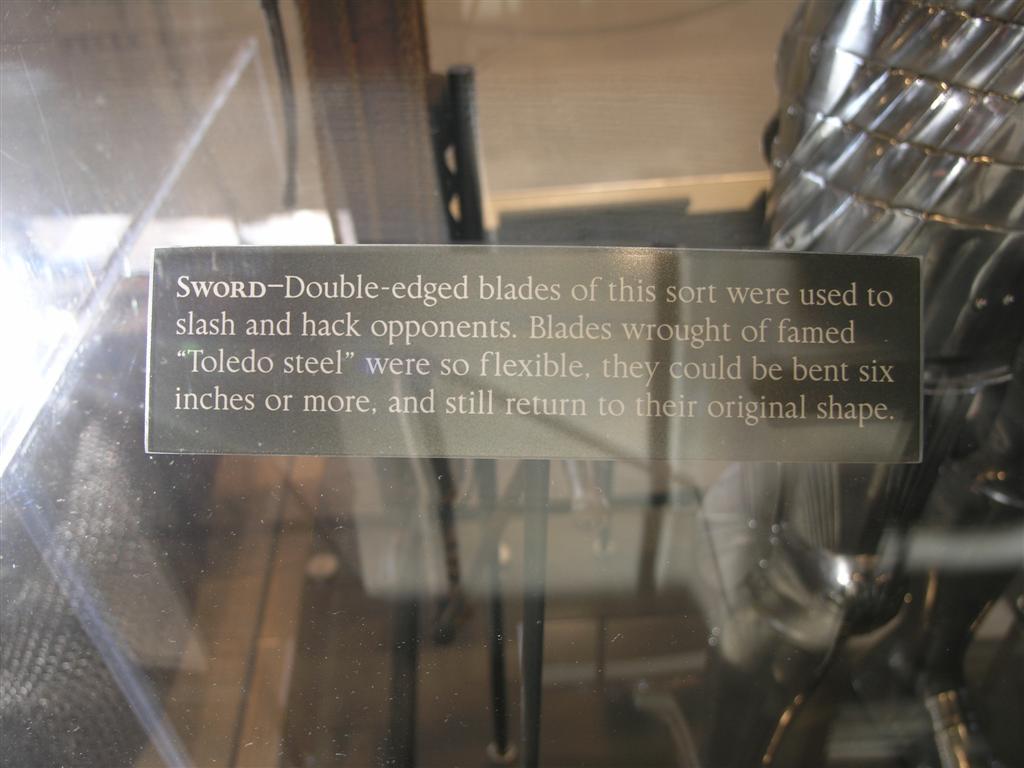 SWORD–Double-edged blades of this sort were used to
slash and hack opponents. Blades wrought of famed
“Toledo steel” were so flexible, they could be bent six
inches or more, and still return to their original shape.